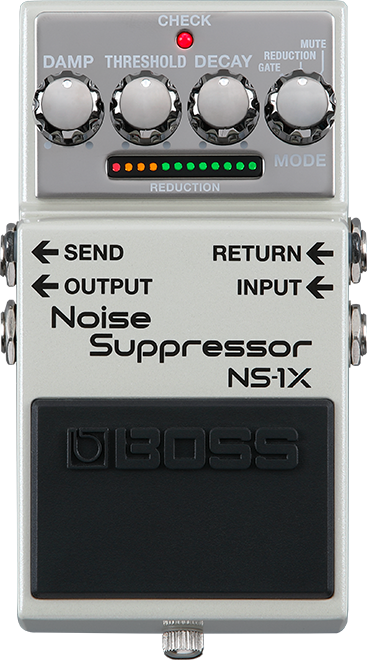 CHECK
MUTE
REDUCTION
GATE
DAMP THRESHOLD DECAY
MODE
REDUCTION
SEND RETURN
OUTPUT INPUT
Noise
Suppressor
NS-1X
BOSS